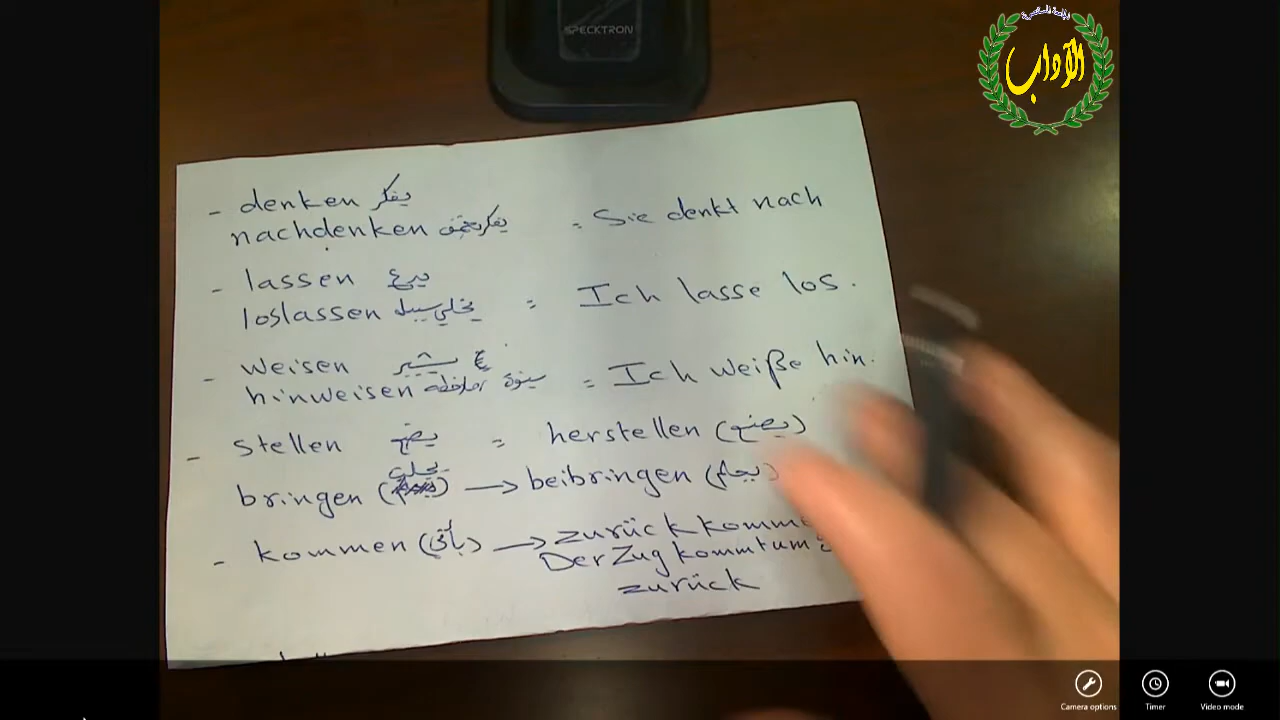 SPECKTRON
الآداب
- denken يفكر
nachdenken يفكر بتعمق = Sie denkt nach
- lassen يدع
loslassen يخلي سبيل = Ich lasse los.
- weisen يشير
hinweisen = Ich weiße hin.
- stellen يضع = herstellen (يصنع)
يجلب
bringen → beibringen (يعلم)
- kommen (يأتي) → zurückkomme
Der Zug kommt um
zurück
Camera options Timer Video mode